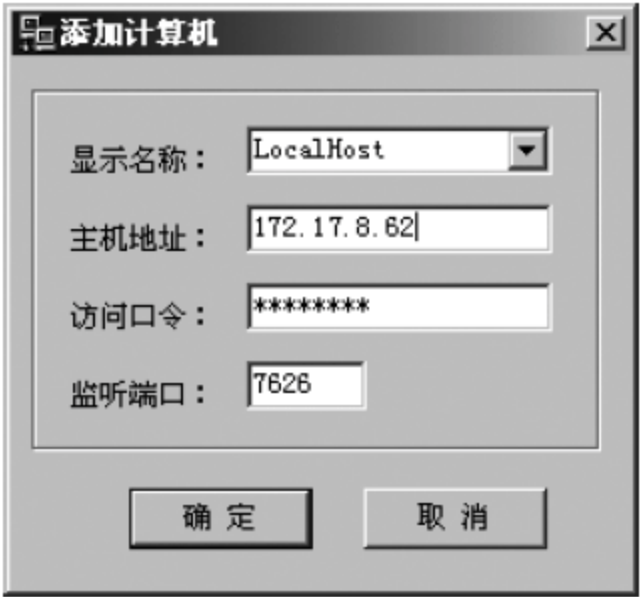 添加计算机
显示名称： LocalHost
主机地址： 172.17.8.62
访问口令： ********
监听端口： 7626
确 定 取 消